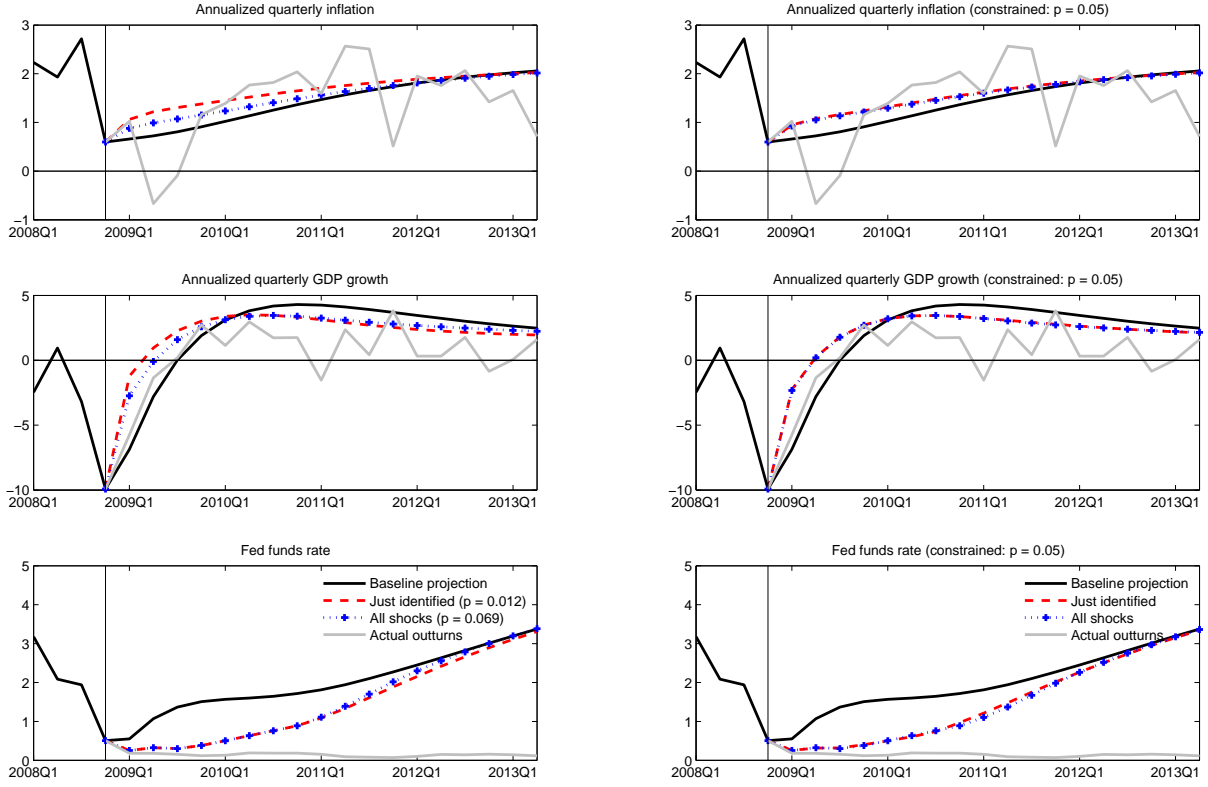 Annualized quarterly inflation
3
2
1
0
−1
2008Q1 2009Q1 2010Q1 2011Q1 2012Q1 2013Q1
Annualized quarterly inflation (constrained: p = 0.05)
3
2
1
0
−1
2008Q1 2009Q1 2010Q1 2011Q1 2012Q1 2013Q1
Annualized quarterly GDP growth
5
0
−5
−10
2008Q1 2009Q1 2010Q1 2011Q1 2012Q1 2013Q1
Annualized quarterly GDP growth (constrained: p = 0.05)
5
0
−5
−10
2008Q1 2009Q1 2010Q1 2011Q1 2012Q1 2013Q1
Fed funds rate
5
4
3
2
1
0
Baseline projection
Just identified (p = 0.012)
All shocks (p = 0.069)
Actual outturns
2008Q1 2009Q1 2010Q1 2011Q1 2012Q1 2013Q1
Fed funds rate (constrained: p = 0.05)
5
4
3
2
1
0
Baseline projection
Just identified
All shocks
Actual outturns
2008Q1 2009Q1 2010Q1 2011Q1 2012Q1 2013Q1